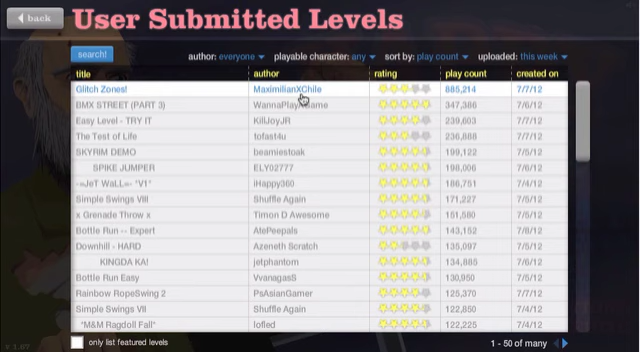 back
User Submitted Levels
search! author: everyone playable character: any sort by: play count uploaded: this week
title author rating play count created on
Glitch Zones! MaximilianXChile 885,214 7/7/12
BMX STREET (PART 3) WannaPlayAGame 347,386 7/6/12
Easy Level - TRY IT KillJoyJR 239,603 7/7/12
The Test of Life tofast4u 236,888 7/7/12
SKYRIM DEMO beamiestoak 199,122 7/5/12
SPIKE JUMPER ELY02777 198,006 7/6/12
-=JeT WaLL=- "V1" iHappy360 186,751 7/4/12
Simple Swings VIII Shuffle Again 171,227 7/5/12
x Grenade Throw x Timon D Awesome 151,580 7/5/12
Bottle Run -- Expert AtePeepals 143,152 7/8/12
Downhill - HARD Azeneth Scratch 135,097 7/5/12
KINGDA KA! jetphantom 134,885 7/6/12
Bottle Run Easy VvanagasS 130,950 7/5/12
Rainbow RopeSwing 2 PsAsianGamer 125,370 7/7/12
Simple Swings VII Shuffle Again 122,850 7/4/12
"M&M Ragdoll Fall" lofled 122,225 7/4/12
only list featured levels 1 - 50 of many
v 1.67